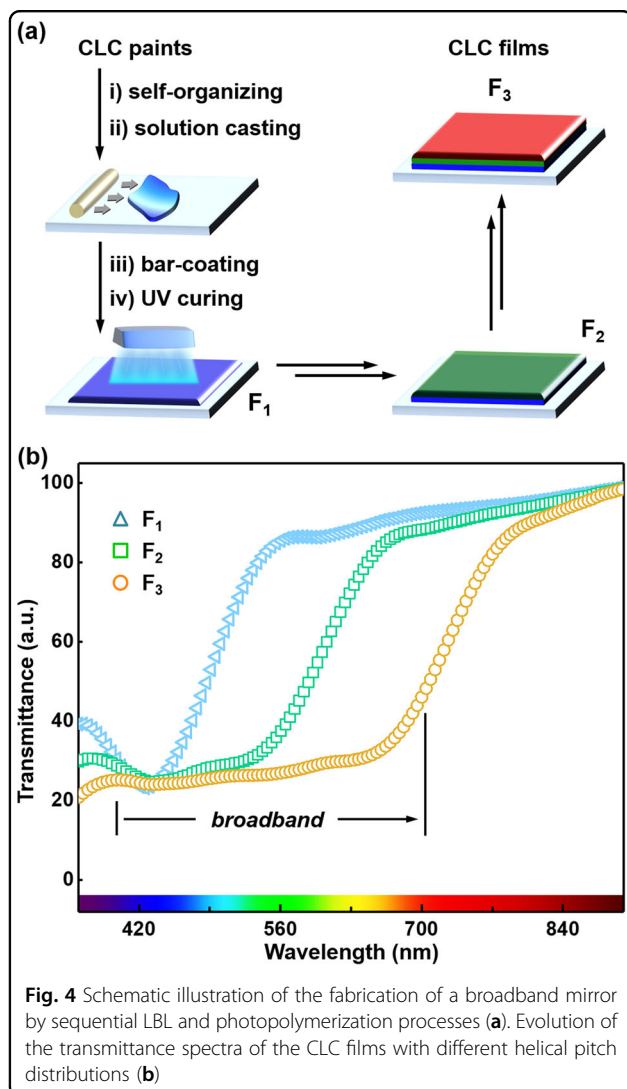 (a)
CLC paints
CLC films
i) self-organizing
ii) solution casting
F₃
iii) bar-coating
iv) UV curing
F₁
F₂
(b)
100
80
60
40
20
0
Transmittance (a.u.)
F₁
F₂
F₃
broadband
420
560
700
840
Wavelength (nm)
Fig. 4 Schematic illustration of the fabrication of a broadband mirror
by sequential LBL and photopolymerization processes (a). Evolution
of the transmittance spectra of the CLC films with different helical pitch
distributions (b)